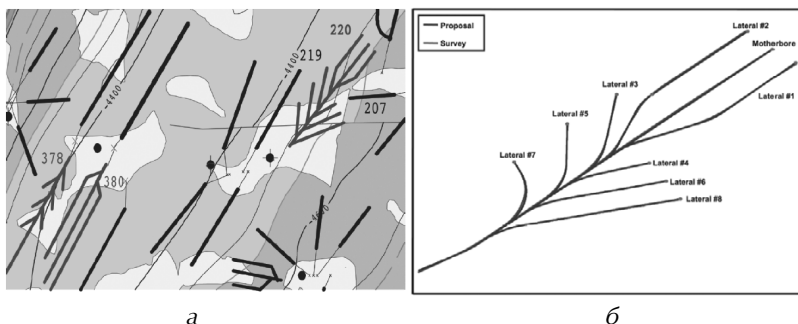 220
219
-4400
-4400
207
378
380
-4600
Proposal
Survey
Lateral #2
Motherbore
Lateral #3
Lateral #1
Lateral #5
Lateral #7
Lateral #4
Lateral #6
Lateral #8
а
б